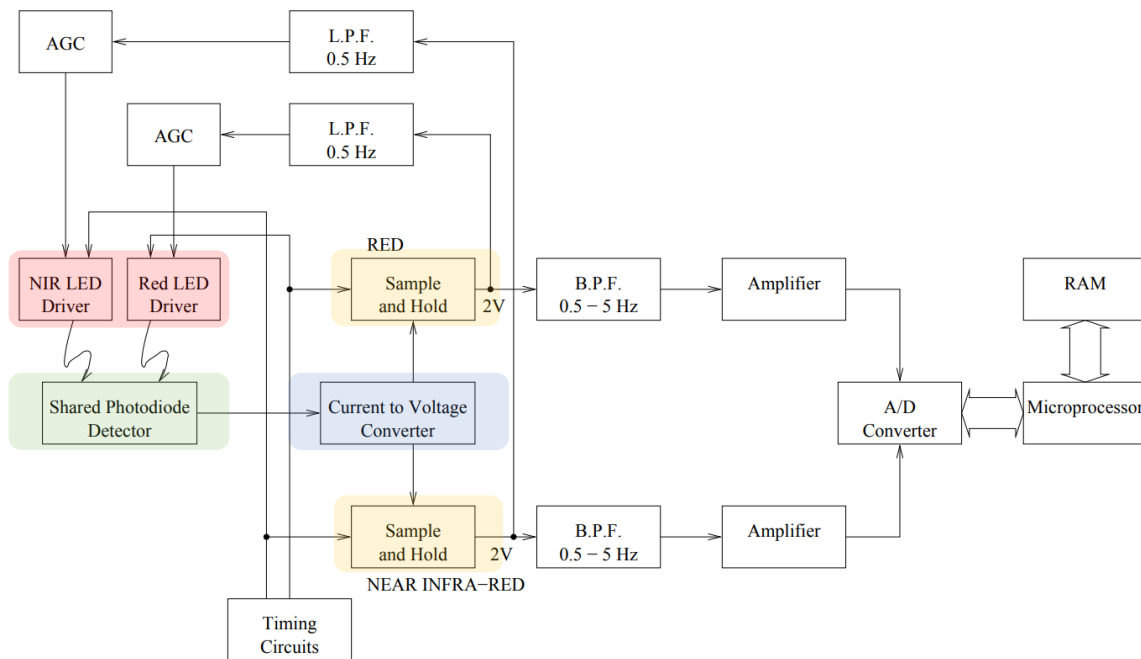 AGC
L.P.F.
0.5 Hz
AGC
L.P.F.
0.5 Hz
RED
NIR LED
Driver
Red LED
Driver
Sample
and Hold
2V
B.P.F.
0.5 − 5 Hz
Amplifier
RAM
Shared Photodiode
Detector
Current to Voltage
Converter
A/D
Converter
Microprocessor
Sample
and Hold
2V
B.P.F.
0.5 − 5 Hz
Amplifier
NEAR INFRA−RED
Timing
Circuits